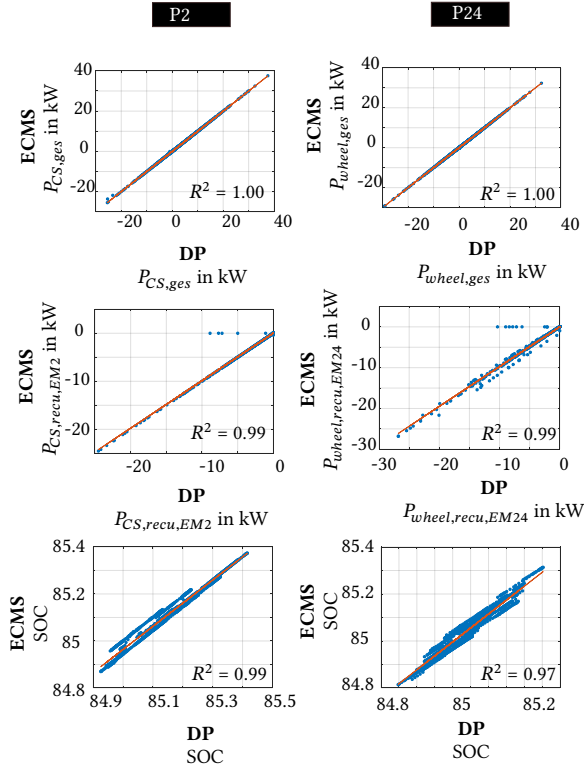 P2
P24
ECMS
P_CS,ges in kW
40
20
0
-20
R² = 1.00
-20 0 20 40
DP
P_CS,ges in kW
ECMS
P_wheel,ges in kW
40
20
0
-20
R² = 1.00
-20 0 20 40
DP
P_wheel,ges in kW
ECMS
P_CS,recu,EM2 in kW
0
-10
-20
R² = 0.99
-20 -10 0
DP
P_CS,recu,EM2 in kW
ECMS
P_wheel,recu,EM24 in kW
0
-10
-20
-30
R² = 0.99
-30 -20 -10 0
DP
P_wheel,recu,EM24 in kW
ECMS
SOC
85.4
85.2
85
84.8
R² = 0.99
84.9 85.1 85.3 85.5
DP
SOC
ECMS
SOC
85.4
85.2
85
84.8
R² = 0.97
84.8 85 85.2
DP
SOC